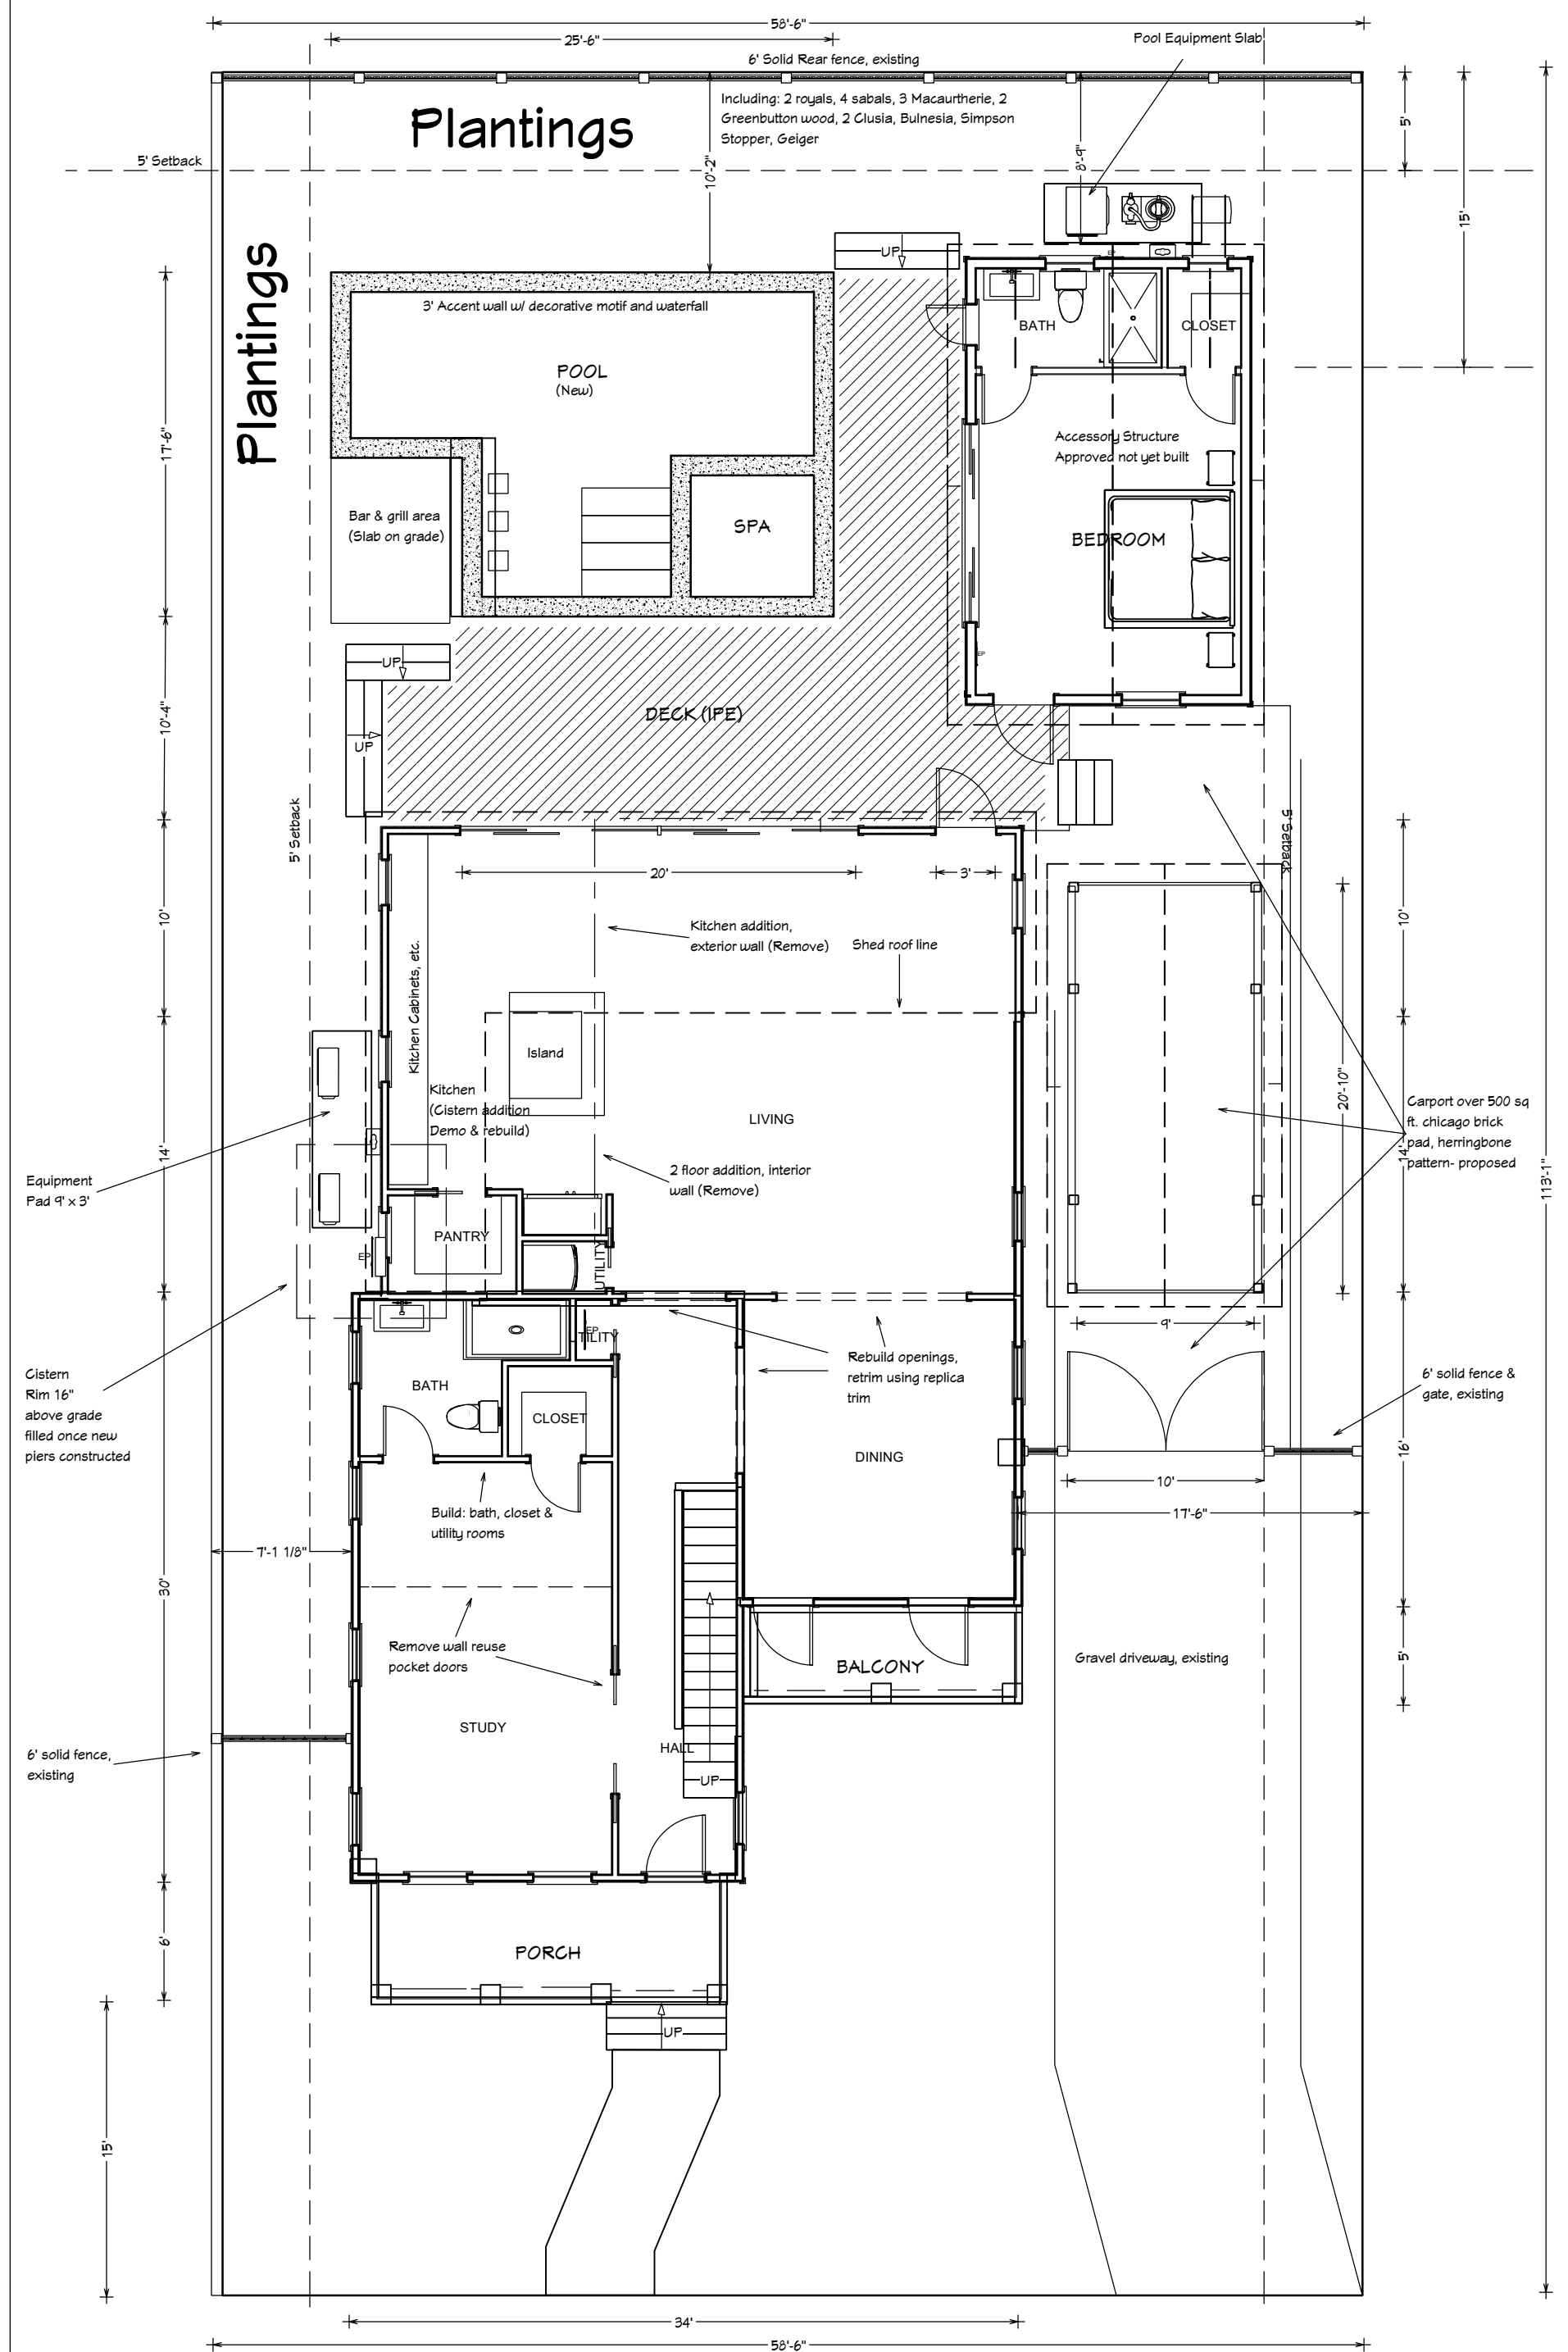 58'-6"
25'-6"
Pool Equipment Slab
6' Solid Rear fence, existing
Plantings
Including: 2 royals, 4 sabals, 3 Macaurtherie, 2
Greenbutton wood, 2 Clusia, Bulnesia, Simpson
Stopper, Geiger
5'
5' Setback
10'-2"
8'-9"
15'
Plantings
UP
EP
3' Accent wall w/ decorative motif and waterfall
BATH
CLOSET
POOL
(New)
17'-6"
Accessory Structure
Approved not yet built
Bar & grill area
(Slab on grade)
SPA
BEDROOM
EP
UP
10'-4"
DECK (IPE)
UP
5' Setback
5' Setback
20'
3'
10'
10'
Kitchen addition,
exterior wall (Remove)
Shed roof line
Kitchen Cabinets, etc.
Island
Kitchen
(Cistern addition
Demo & rebuild)
LIVING
20'-10"
Carport over 500 sq
ft. chicago brick
pad, herringbone
pattern- proposed
14'
14'
113'-1"
Equipment
Pad 9' x 3'
2 floor addition, interior
wall (Remove)
PANTRY
EP
UTILITY
9'
EP
UTILITY
Rebuild openings,
retrim using replica
trim
Cistern
Rim 16"
above grade
filled once new
piers constructed
BATH
CLOSET
6' solid fence &
gate, existing
DINING
16'
10'
Build: bath, closet &
utility rooms
17'-6"
7'-1 1/8"
30'
Remove wall reuse
pocket doors
BALCONY
Gravel driveway, existing
5'
STUDY
HALL
6' solid fence,
existing
UP
6'
PORCH
UP
15'
34'
58'-6"